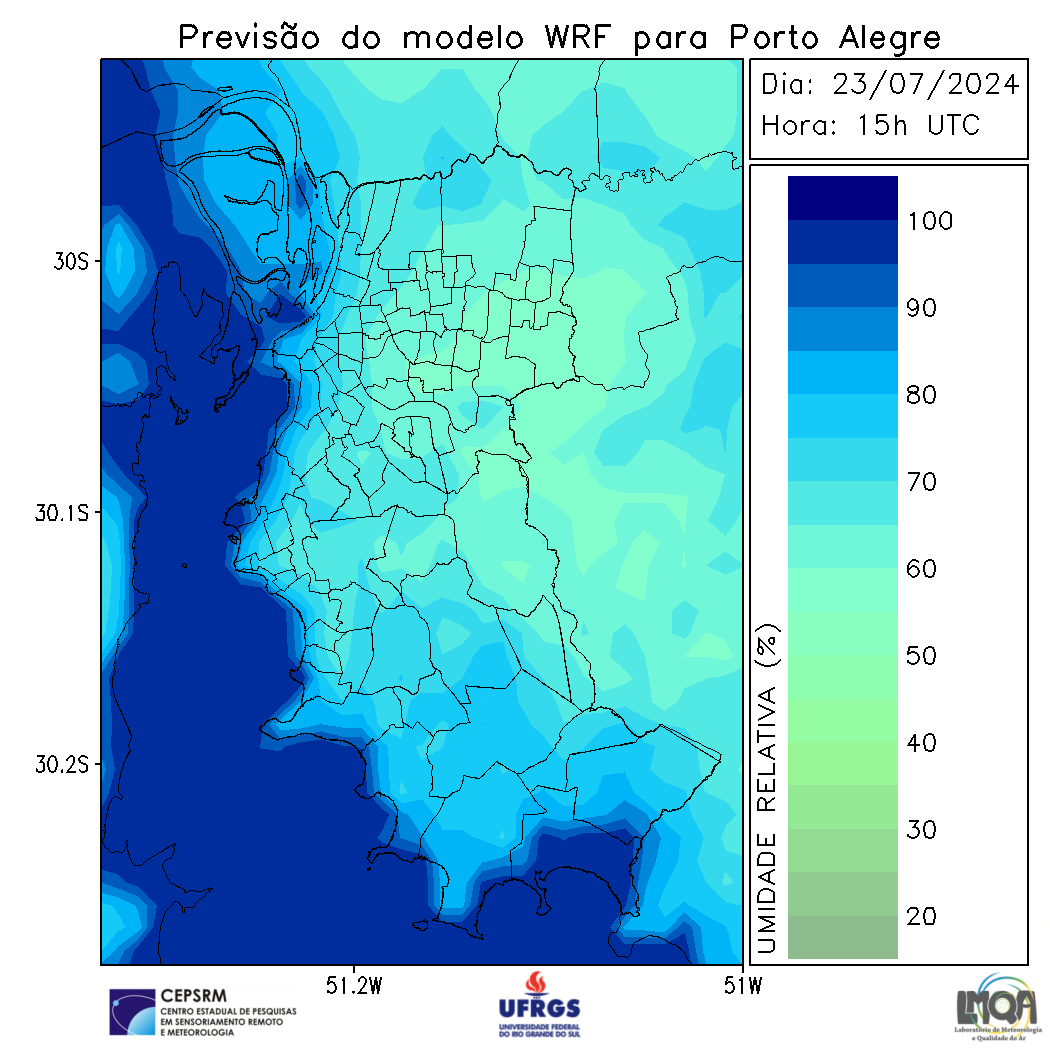 Previsão do modelo WRF para Porto Alegre
Dia: 23/07/2024
Hora: 15h UTC
30S
30.1S
30.2S
51.2W
51W
UMIDADE RELATIVA (%)
100
90
80
70
60
50
40
30
20
CEPSRM
CENTRO ESTADUAL DE PESQUISAS
EM SENSORIAMENTO REMOTO
E METEOROLOGIA
UFRGS
UNIVERSIDADE FEDERAL
DO RIO GRANDE DO SUL
LMQA
Laboratório de Meteorologia
e Qualidade do Ar